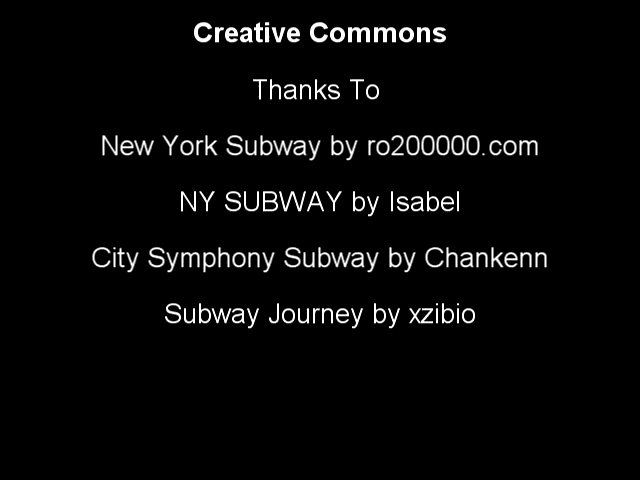 Creative Commons
Thanks To
New York Subway by ro200000.com
NY SUBWAY by Isabel
City Symphony Subway by Chankenn
Subway Journey by xzibio